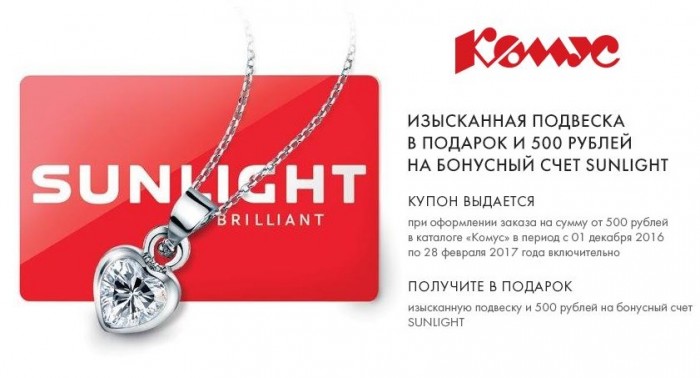 SUNLIGHT
BRILLIANT
Комус
ИЗЫСКАННАЯ ПОДВЕСКА
В ПОДАРОК И 500 РУБЛЕЙ
НА БОНУСНЫЙ СЧЕТ SUNLIGHT
КУПОН ВЫДАЕТСЯ
при оформлении заказа на сумму от 500 рублей
в каталоге «Комус» в период с 01 декабря 2016
по 28 февраля 2017 года включительно
ПОЛУЧИТЕ В ПОДАРОК
изысканную подвеску и 500 рублей на бонусный счет
SUNLIGHT